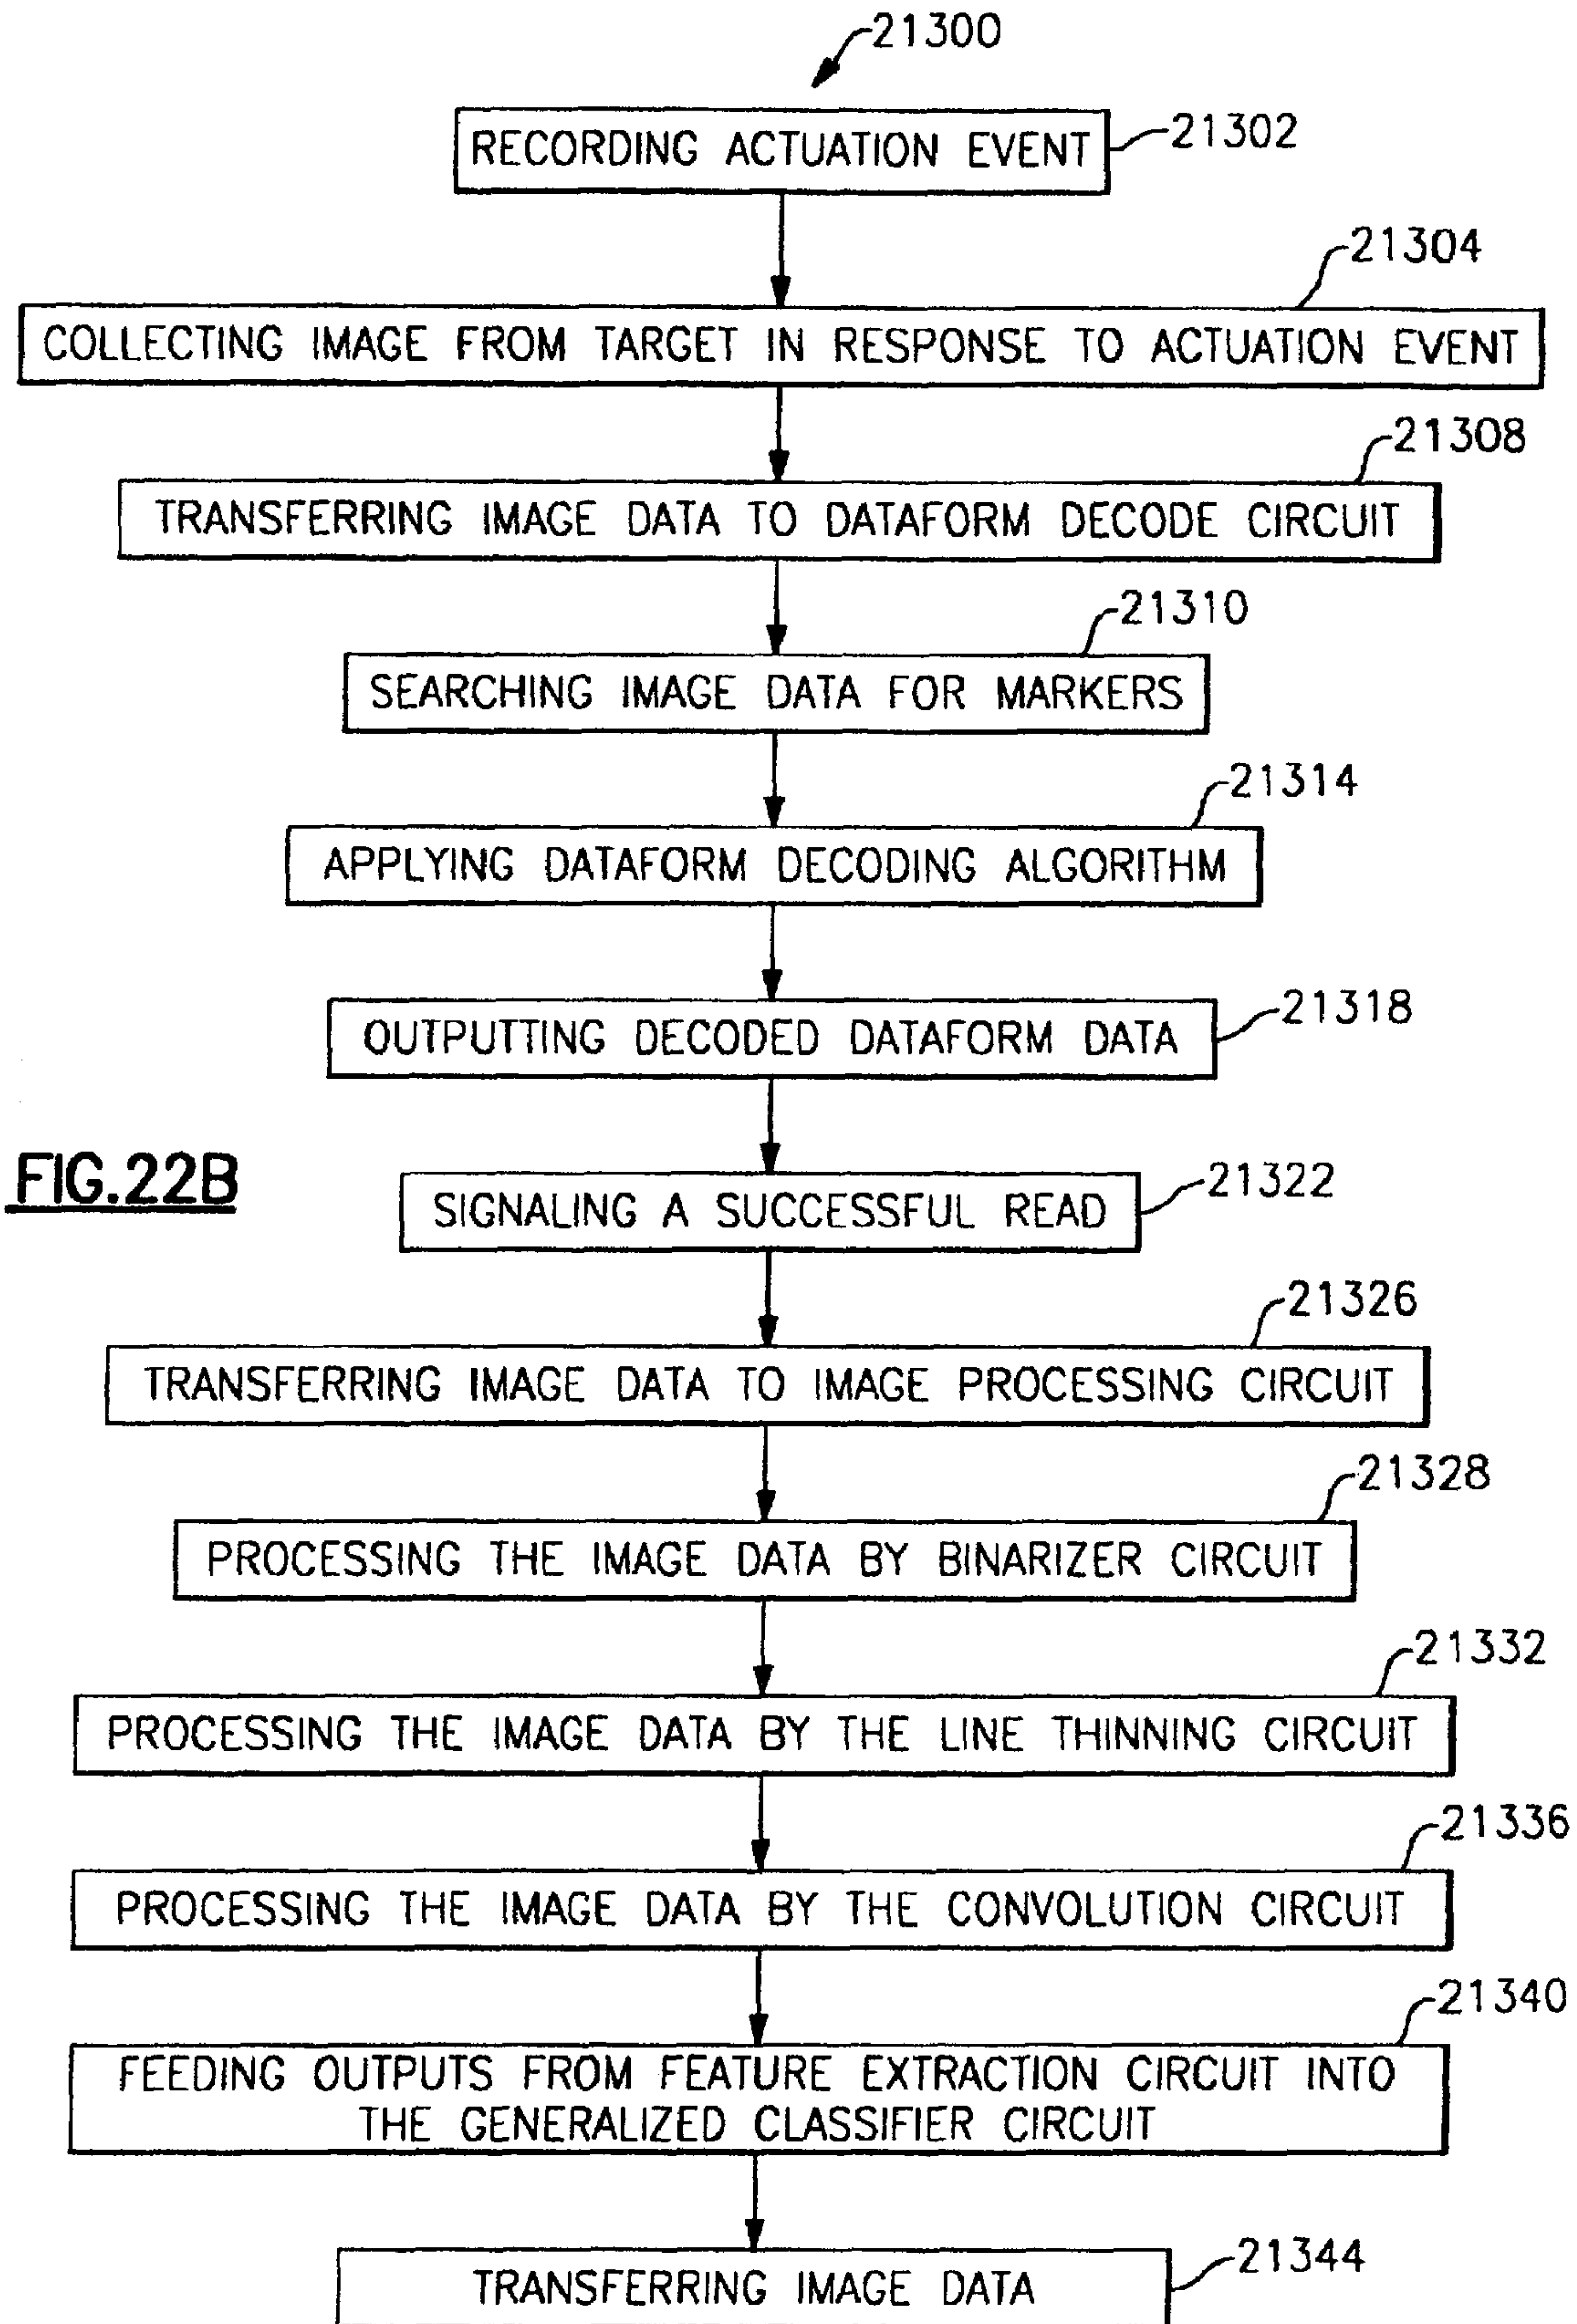 21300
RECORDING ACTUATION EVENT
21302
21304
COLLECTING IMAGE FROM TARGET IN RESPONSE TO ACTUATION EVENT
21308
TRANSFERRING IMAGE DATA TO DATAFORM DECODE CIRCUIT
21310
SEARCHING IMAGE DATA FOR MARKERS
21314
APPLYING DATAFORM DECODING ALGORITHM
21318
OUTPUTTING DECODED DATAFORM DATA
FIG.22B
21322
SIGNALING A SUCCESSFUL READ
21326
TRANSFERRING IMAGE DATA TO IMAGE PROCESSING CIRCUIT
21328
PROCESSING THE IMAGE DATA BY BINARIZER CIRCUIT
21332
PROCESSING THE IMAGE DATA BY THE LINE THINNING CIRCUIT
21336
PROCESSING THE IMAGE DATA BY THE CONVOLUTION CIRCUIT
21340
FEEDING OUTPUTS FROM FEATURE EXTRACTION CIRCUIT INTO
THE GENERALIZED CLASSIFIER CIRCUIT
21344
TRANSFERRING IMAGE DATA